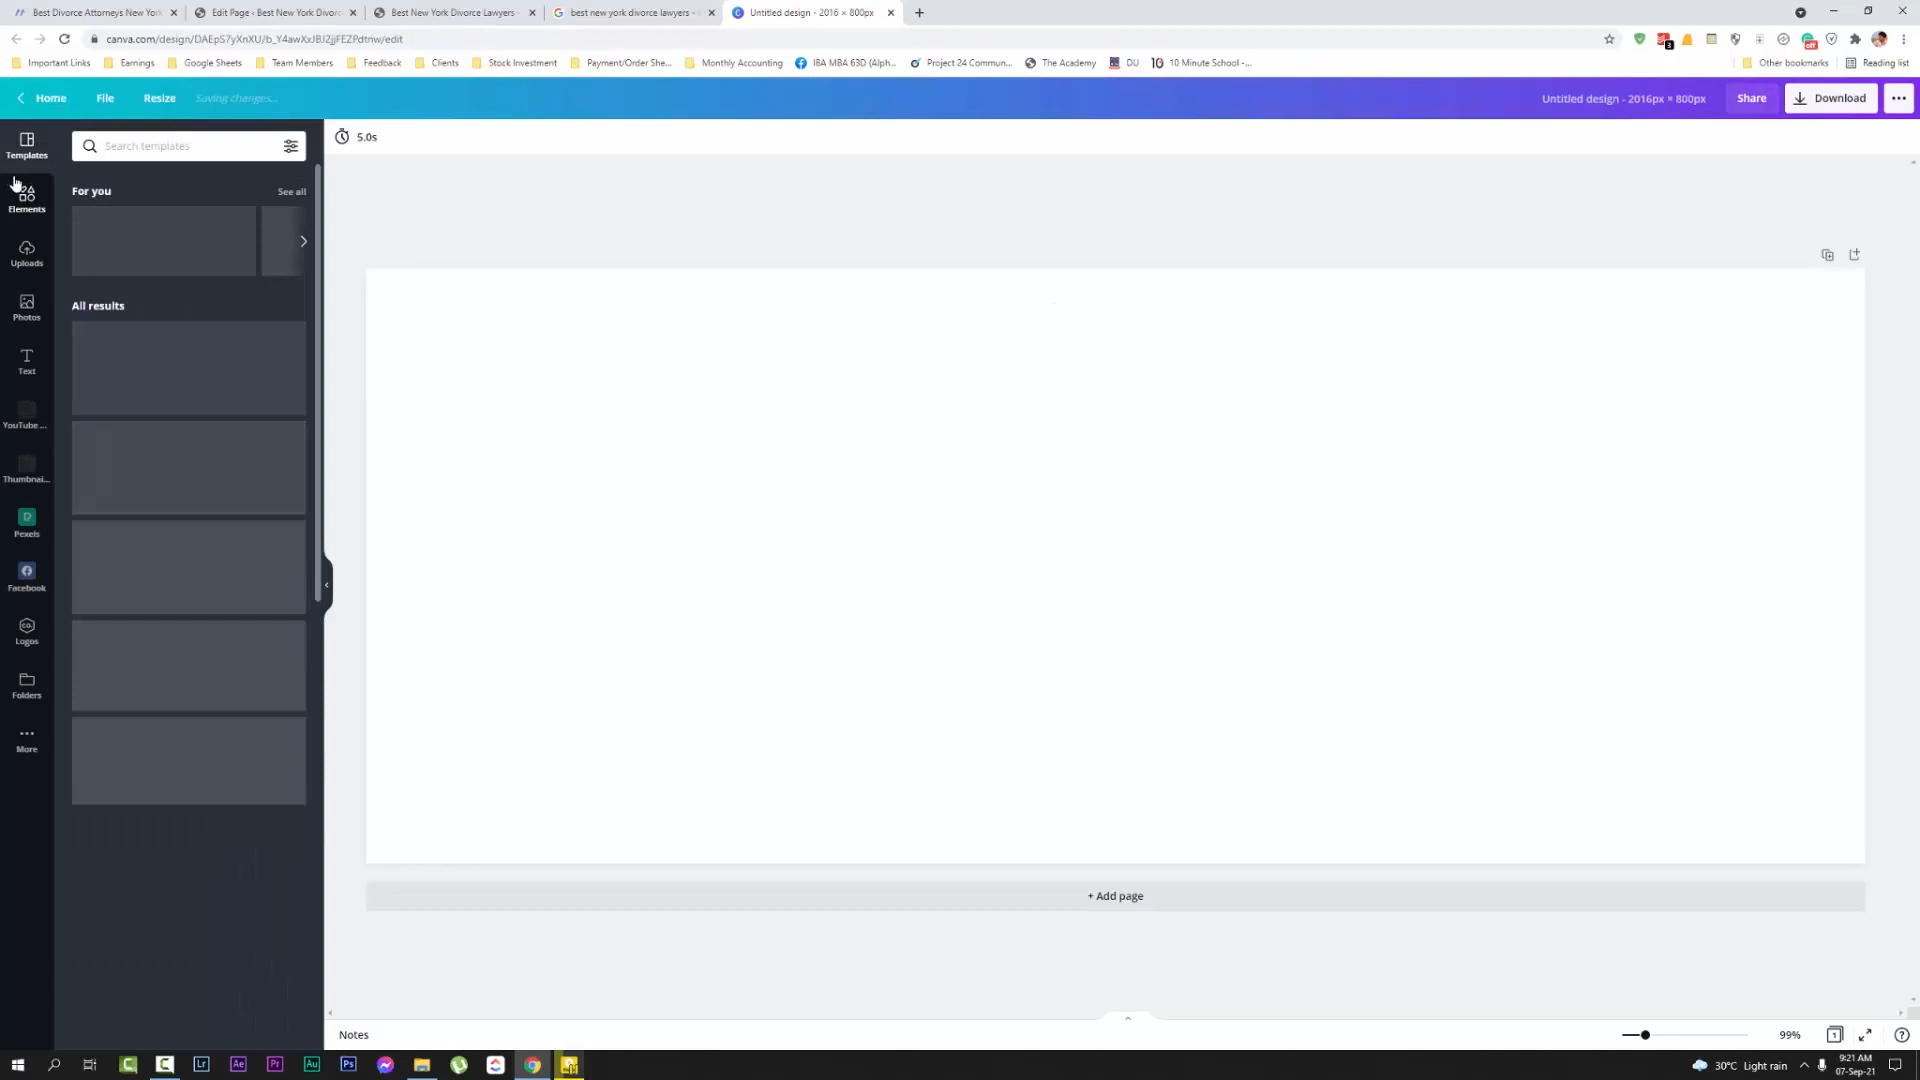 Best Divorce Attorneys New York
Edit Page ‹ Best New York Divorc
Best New York Divorce Lawyers -
best new york divorce lawyers -
Untitled design - 2016 × 800px
canva.com/design/DAEpS7yXnXU/b_Y4awXxJBJ2jjFEZPdtnw/edit
Important Links
Earnings
Google Sheets
Team Members
Feedback
Clients
Stock Investment
Payment/Order She...
Monthly Accounting
IBA MBA 63D (Alph...
Project 24 Commun...
The Academy
DU
10 Minute School -...
Other bookmarks
Reading list
Home
File
Resize
Saving changes...
Untitled design - 2016px × 800px
Share
Download
Templates
Search templates
5.0s
For you
See all
Elements
Uploads
All results
Photos
Text
YouTube ...
Thumbnai...
Pexels
Facebook
Logos
Folders
More
+ Add page
Notes
99%
1
30°C Light rain
9:21 AM
07-Sep-21